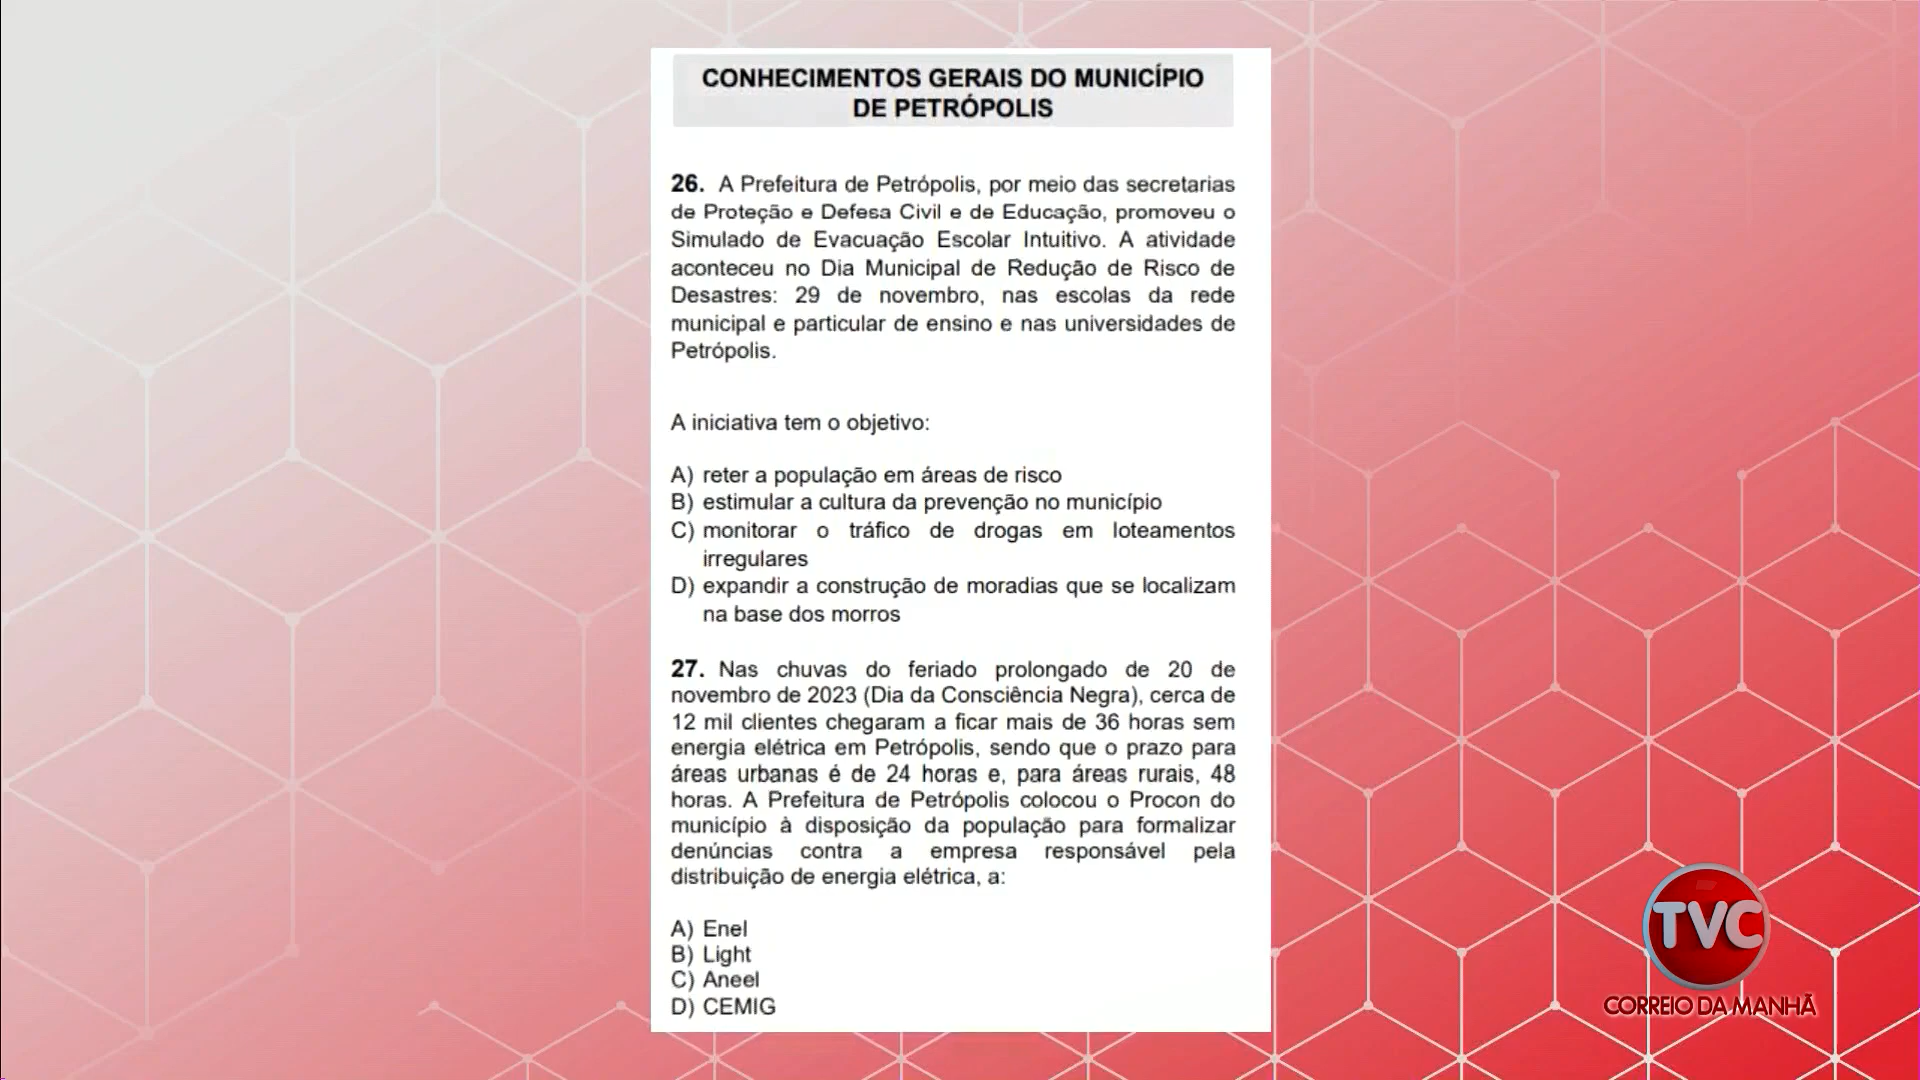 CONHECIMENTOS GERAIS DO MUNICÍPIO
DE PETRÓPOLIS
26. A Prefeitura de Petrópolis, por meio das secretarias
de Proteção e Defesa Civil e de Educação, promoveu o
Simulado de Evacuação Escolar Intuitivo. A atividade
aconteceu no Dia Municipal de Redução de Risco de
Desastres: 29 de novembro, nas escolas da rede
municipal e particular de ensino e nas universidades de
Petrópolis.
A iniciativa tem o objetivo:
A) reter a população em áreas de risco
B) estimular a cultura da prevenção no município
C) monitorar o tráfico de drogas em loteamentos
irregulares
D) expandir a construção de moradias que se localizam
na base dos morros
27. Nas chuvas do feriado prolongado de 20 de
novembro de 2023 (Dia da Consciência Negra), cerca de
12 mil clientes chegaram a ficar mais de 36 horas sem
energia elétrica em Petrópolis, sendo que o prazo para
áreas urbanas é de 24 horas e, para áreas rurais, 48
horas. A Prefeitura de Petrópolis colocou o Procon do
município à disposição da população para formalizar
denúncias contra a empresa responsável pela
distribuição de energia elétrica, a:
A) Enel
B) Light
C) Aneel
D) CEMIG
TVC
CORREIO DA MANHÃ